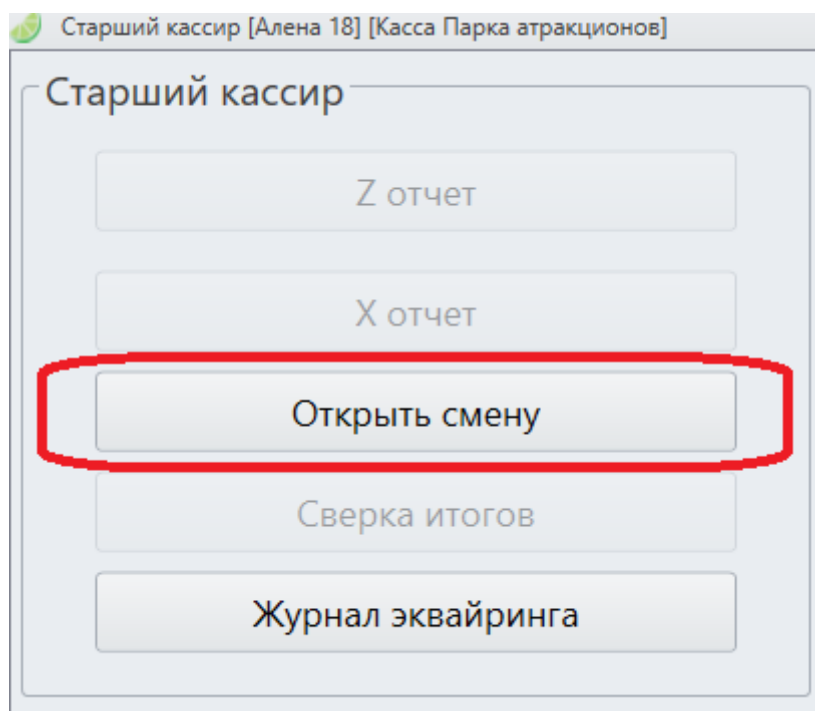 Старший кассир [Алена 18] [Касса Парка атракционов]
Старший кассир
Z отчет
X отчет
Открыть смену
Сверка итогов
Журнал эквайринга